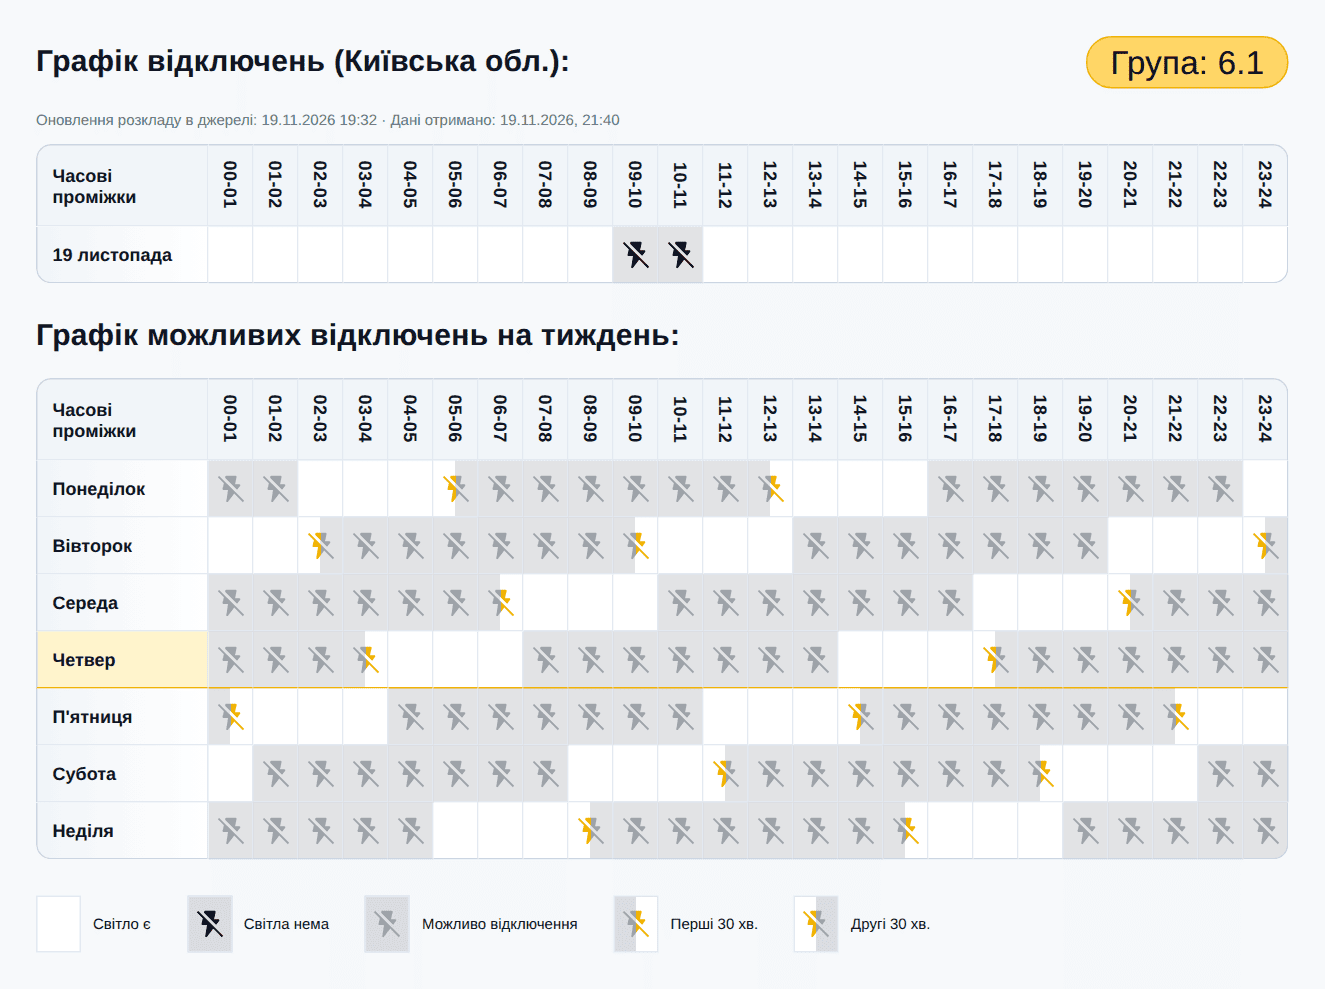 Графік відключень (Київська обл.):
Група: 6.1
Оновлення розкладу в джерелі: 19.11.2026 19:32 · Дані отримано: 19.11.2026, 21:40
Часові
проміжки
00-01 01-02 02-03 03-04 04-05 05-06 06-07 07-08 08-09 09-10 10-11 11-12 12-13 13-14 14-15 15-16 16-17 17-18 18-19 19-20 20-21 21-22 22-23 23-24
19 листопада
Графік можливих відключень на тиждень:
Часові
проміжки
00-01 01-02 02-03 03-04 04-05 05-06 06-07 07-08 08-09 09-10 10-11 11-12 12-13 13-14 14-15 15-16 16-17 17-18 18-19 19-20 20-21 21-22 22-23 23-24
Понеділок
Вівторок
Середа
Четвер
П'ятниця
Субота
Неділя
Світло є Світла нема Можливо відключення Перші 30 хв. Другі 30 хв.